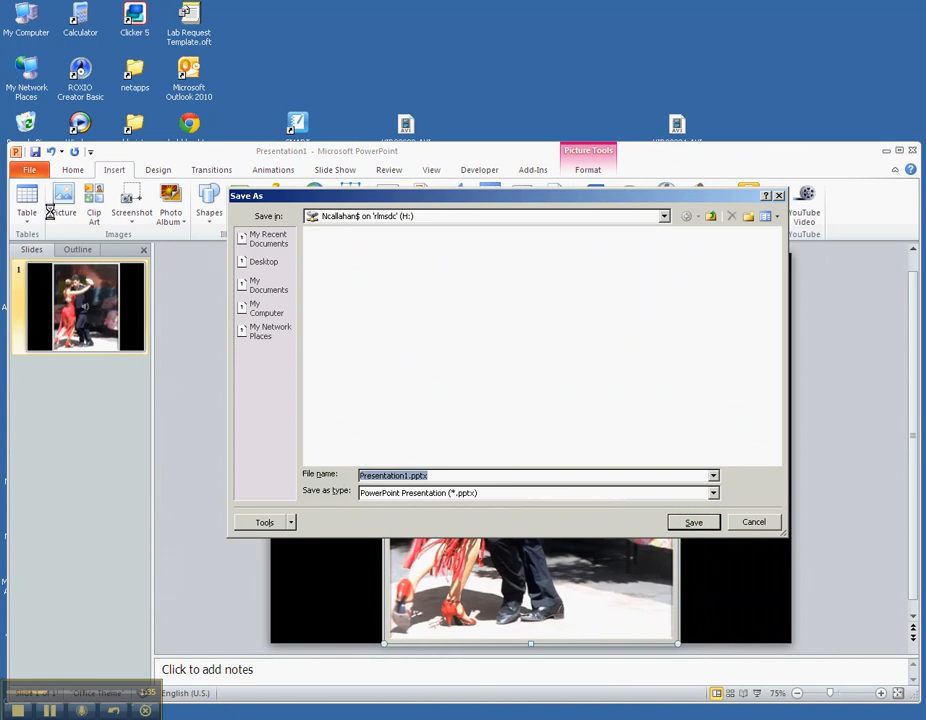 My Computer
Calculator
Clicker 5
Lab Request Template.oft
My Network Places
ROXIO Creator Basic
netapps
Microsoft Outlook 2010
Presentation1 - Microsoft PowerPoint
Picture Tools
File
Home
Insert
Design
Transitions
Animations
Slide Show
Review
View
Developer
Add-Ins
Format
Table
Picture
Clip Art
Screenshot
Photo Album
Shapes
YouTube Video
Tables
Images
YouTube
Save As
Save in:
Ncallahan$ on 'rlmsdc' (H:)
My Recent Documents
Desktop
My Documents
My Computer
My Network Places
Slides
Outline
1
File name:
Presentation1.pptx
Save as type:
PowerPoint Presentation (*.pptx)
Tools
Save
Cancel
Click to add notes
English (U.S.)
75%